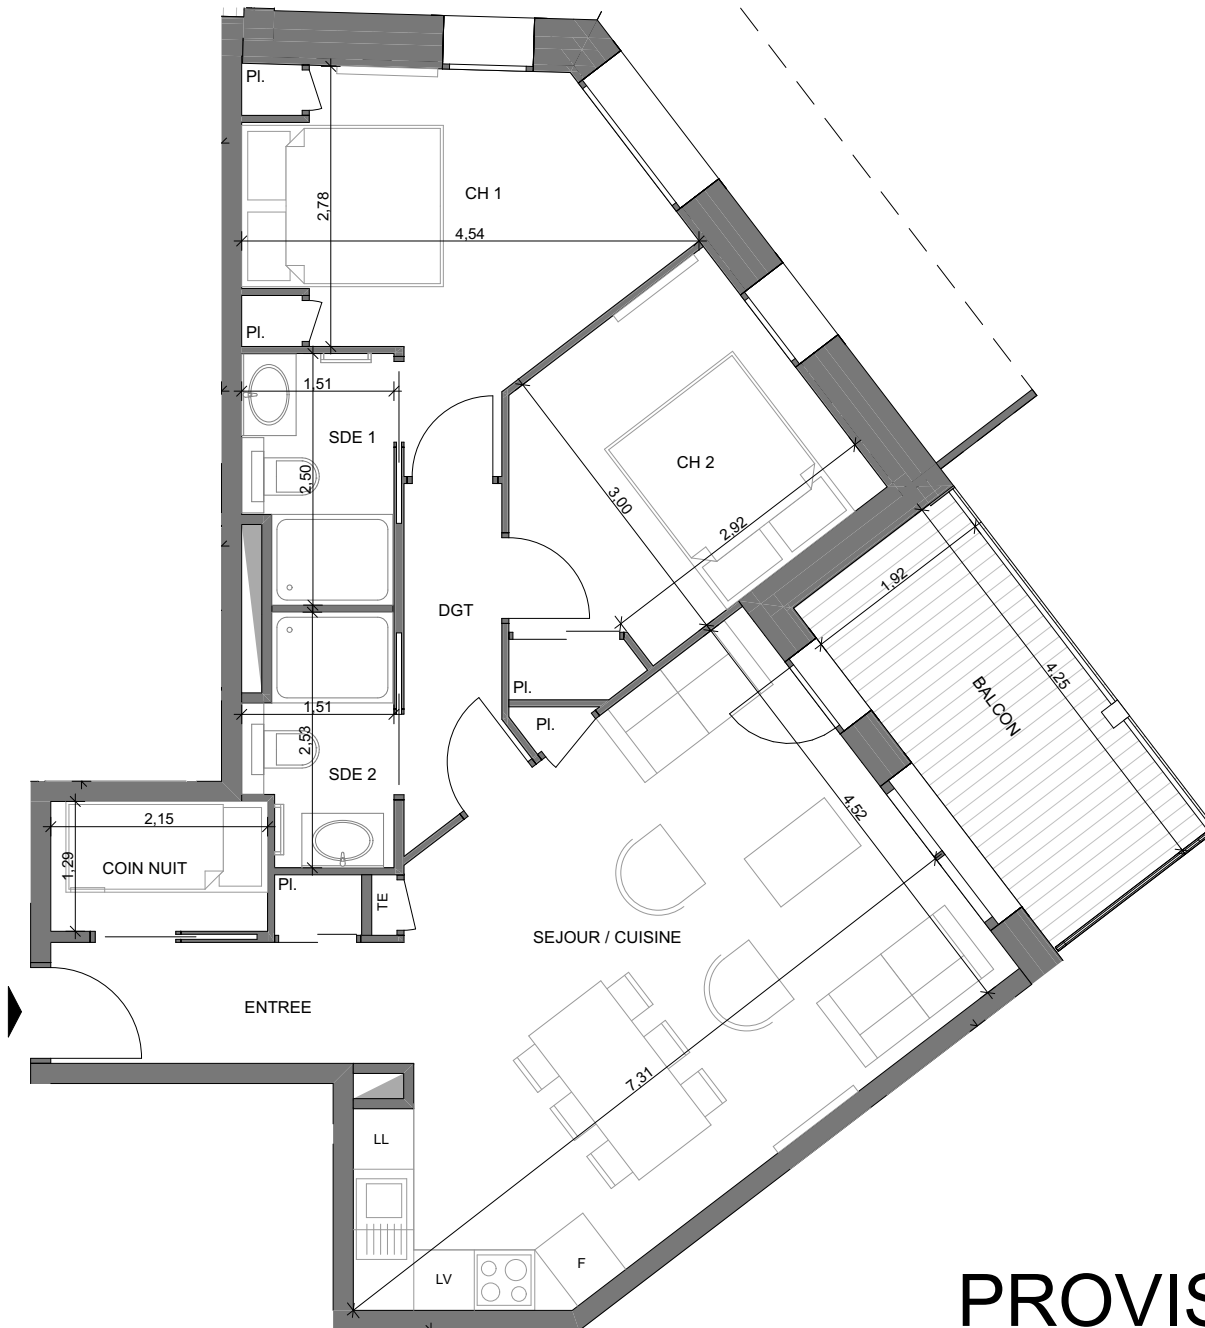 Pl.
CH 1
2,78
4,54
Pl.
1,51
SDE 1
2,50
CH 2
3,00
2,92
1,92
DGT
4,25
BALCON
Pl.
Pl.
1,51
2,53
SDE 2
4,52
2,15
1,29
COIN NUIT
Pl.
TE
SEJOUR / CUISINE
ENTREE
7,31
LL
LV
F
PROVIS